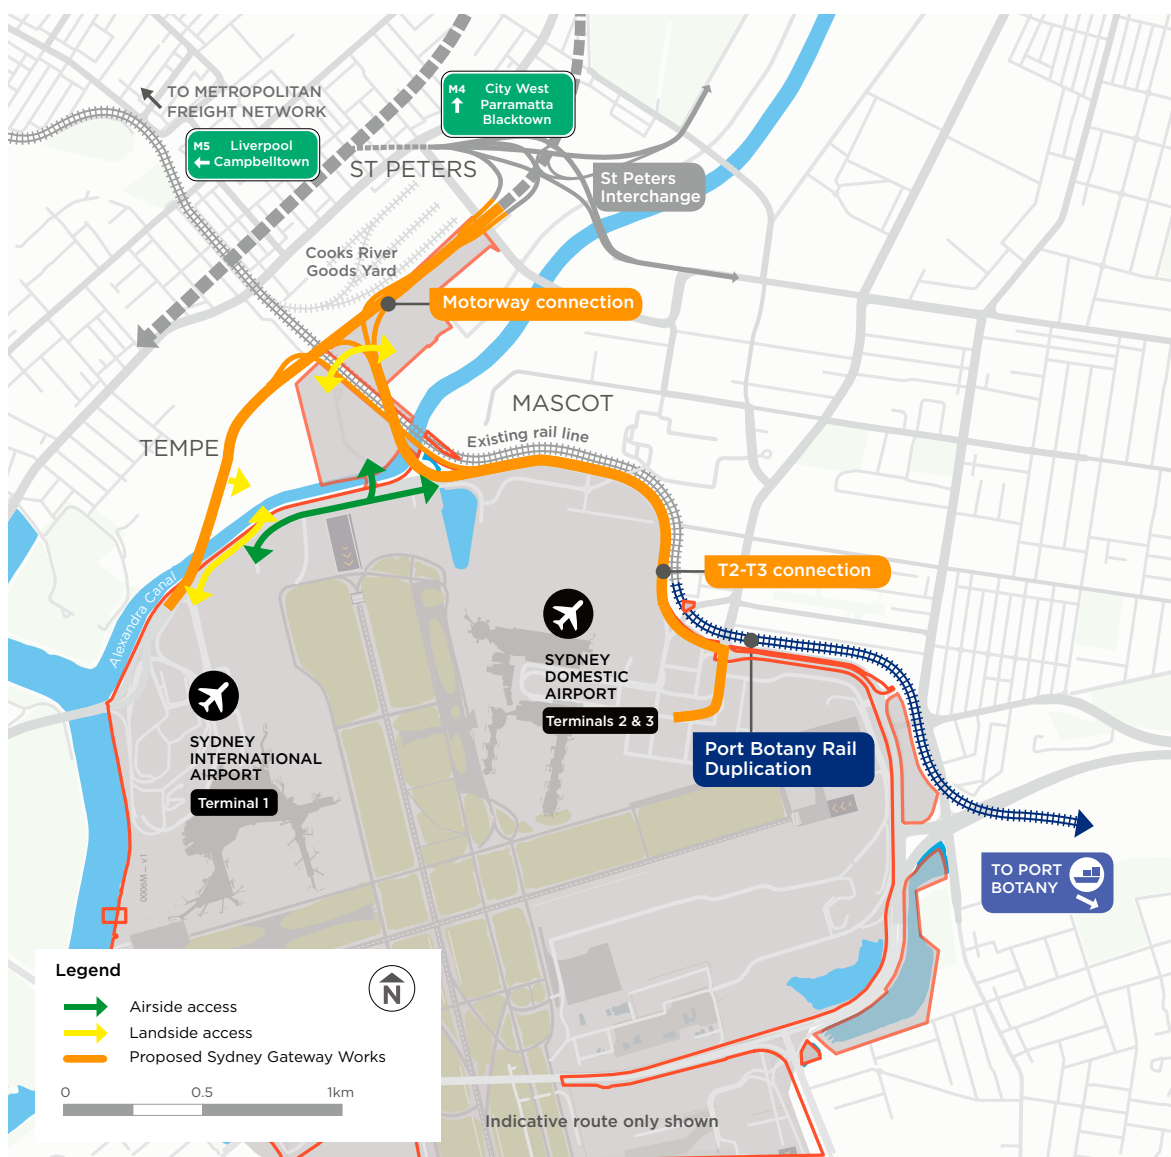 TO METROPOLITAN
FREIGHT NETWORK
M5
Liverpool
Campbelltown
M4
City West
Parramatta
Blacktown
ST PETERS
St Peters
Interchange
Cooks River
Goods Yard
Motorway connection
MASCOT
Existing rail line
TEMPE
T2-T3 connection
Alexandra Canal
SYDNEY
DOMESTIC
AIRPORT
Terminals 2 & 3
SYDNEY
INTERNATIONAL
AIRPORT
Terminal 1
Port Botany Rail
Duplication
TO PORT
BOTANY
0006M – v1
Legend
N
Airside access
Landside access
Proposed Sydney Gateway Works
0 0.5 1km
Indicative route only shown